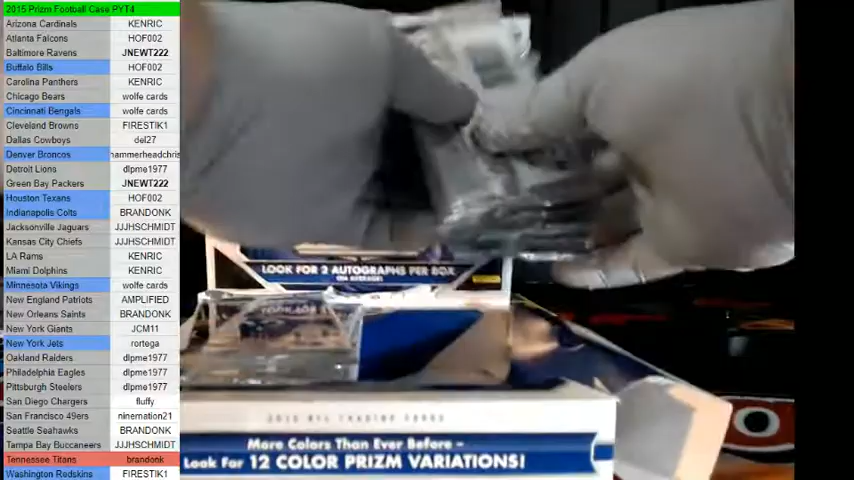 2015 Prizm Football Case PYT4
Arizona Cardinals KENRIC
Atlanta Falcons HOF002
Baltimore Ravens JNEWT222
Buffalo Bills HOF002
Carolina Panthers KENRIC
Chicago Bears wolfe cards
Cincinnati Bengals wolfe cards
Cleveland Browns FIRESTIK1
Dallas Cowboys del27
Denver Broncos hammerheadchris
Detroit Lions dlpme1977
Green Bay Packers JNEWT222
Houston Texans HOF002
Indianapolis Colts BRANDONK
Jacksonville Jaguars JJJHSCHMIDT
Kansas City Chiefs JJJHSCHMIDT
LA Rams KENRIC
Miami Dolphins KENRIC
Minnesota Vikings wolfe cards
New England Patriots AMPLIFIED
New Orleans Saints BRANDONK
New York Giants JCM11
New York Jets rortega
Oakland Raiders dlpme1977
Philadelphia Eagles dlpme1977
Pittsburgh Steelers dlpme1977
San Diego Chargers fluffy
San Francisco 49ers ninemation21
Seattle Seahawks BRANDONK
Tampa Bay Buccaneers JJJHSCHMIDT
Tennessee Titans brandonk
Washington Redskins FIRESTIK1
LOOK FOR 2 AUTOGRAPHS PER BOX
2015 NFL TRADING CARDS
More Colors Than Ever Before –
Look For 12 COLOR PRIZM VARIATIONS!